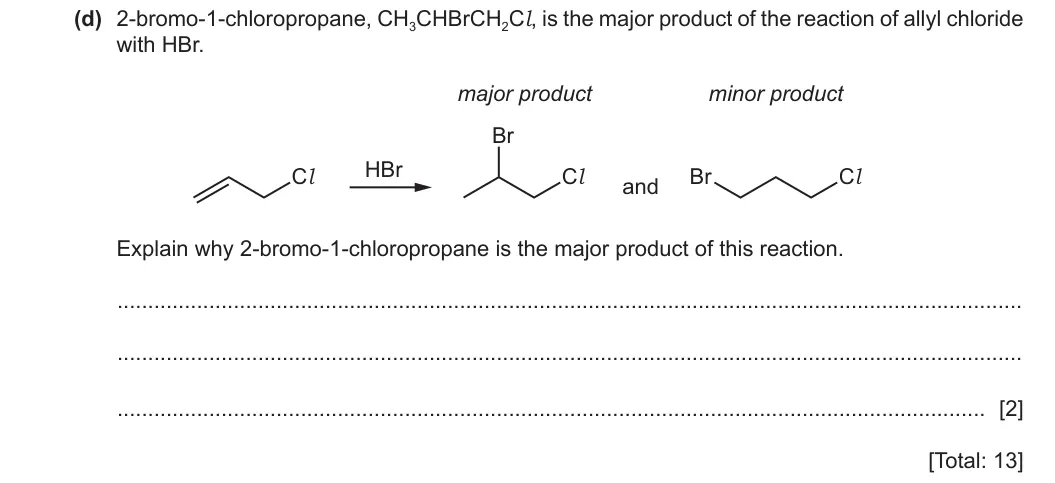 (d) 2-bromo-1-chloropropane, CH₃CHBrCH₂Cl, is the major product of the reaction of allyl chloride
with HBr.
major product minor product
Br
Cl HBr Cl and Br Cl
Explain why 2-bromo-1-chloropropane is the major product of this reaction.
[2]
[Total: 13]